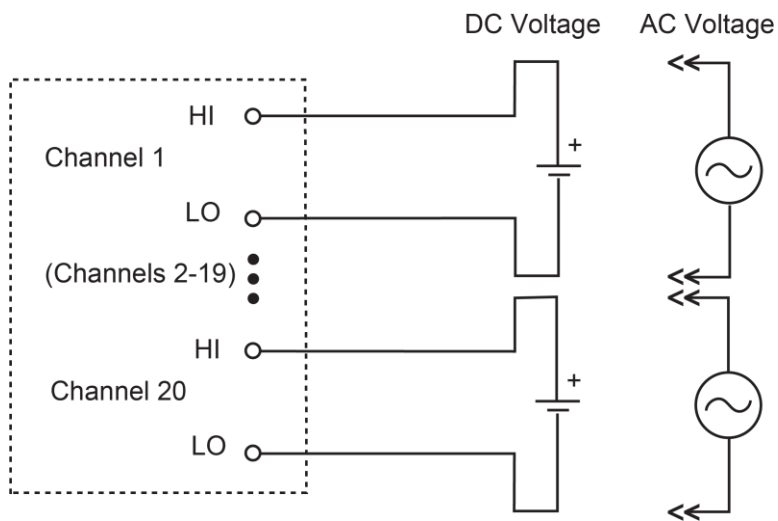 DC Voltage
AC Voltage
HI
Channel 1
+
LO
(Channels 2-19)
HI
Channel 20
+
LO